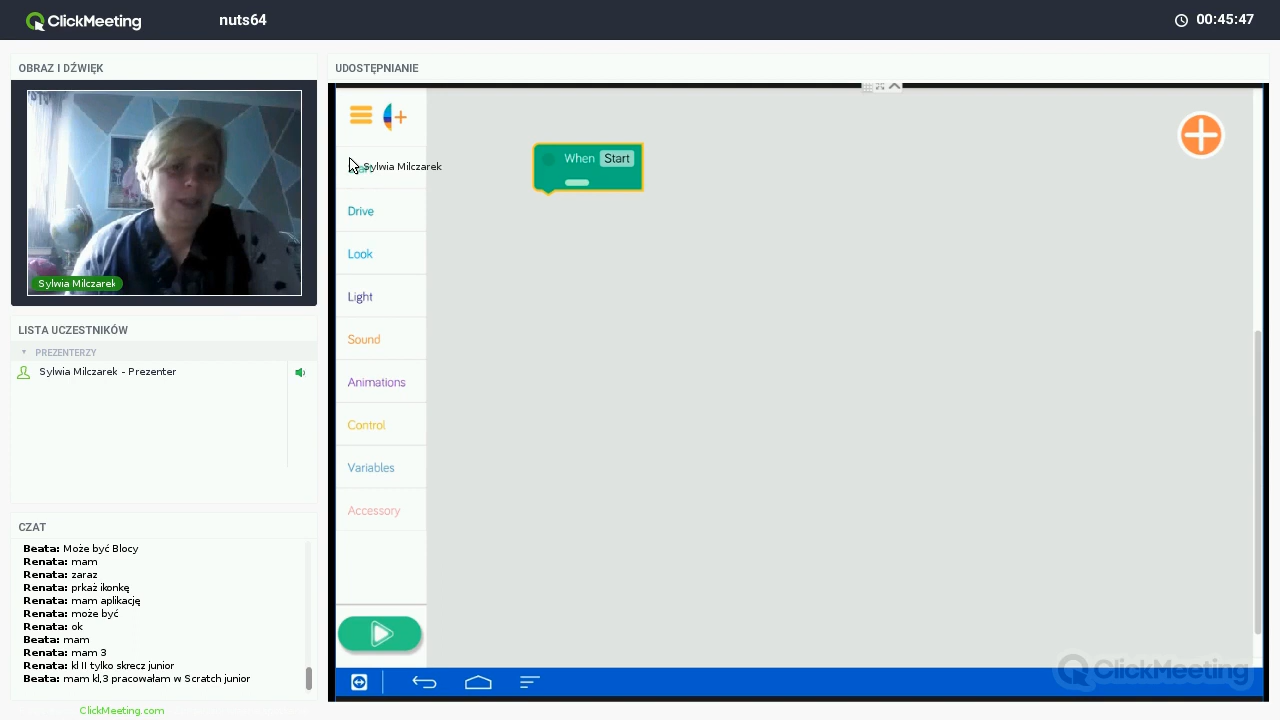 ClickMeeting
nuts64
00:45:47
OBRAZ I DŹWIĘK
UDOSTĘPNIANIE
Sylwia Milczarek
LISTA UCZESTNIKÓW
PREZENTERZY
Sylwia Milczarek - Prezenter
CZAT
Beata: Może być Blocy
Renata: mam
Renata: zaraz
Renata: prkaż ikonkę
Renata: mam aplikację
Renata: może być
Renata: ok
Beata: mam
Renata: mam 3
Renata: kl II tylko skrecz junior
Beata: mam kl,3 pracowałam w Scratch junior
ClickMeeting.com
Sylwia Milczarek
Drive
Look
Light
Sound
Animations
Control
Variables
Accessory
When Start
ClickMeeting